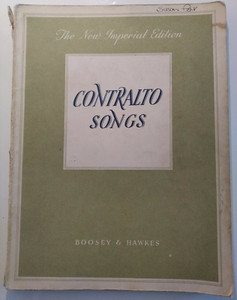 The New Imperial Edition
CONTRALTO
SONGS
BOOSEY & HAWKES